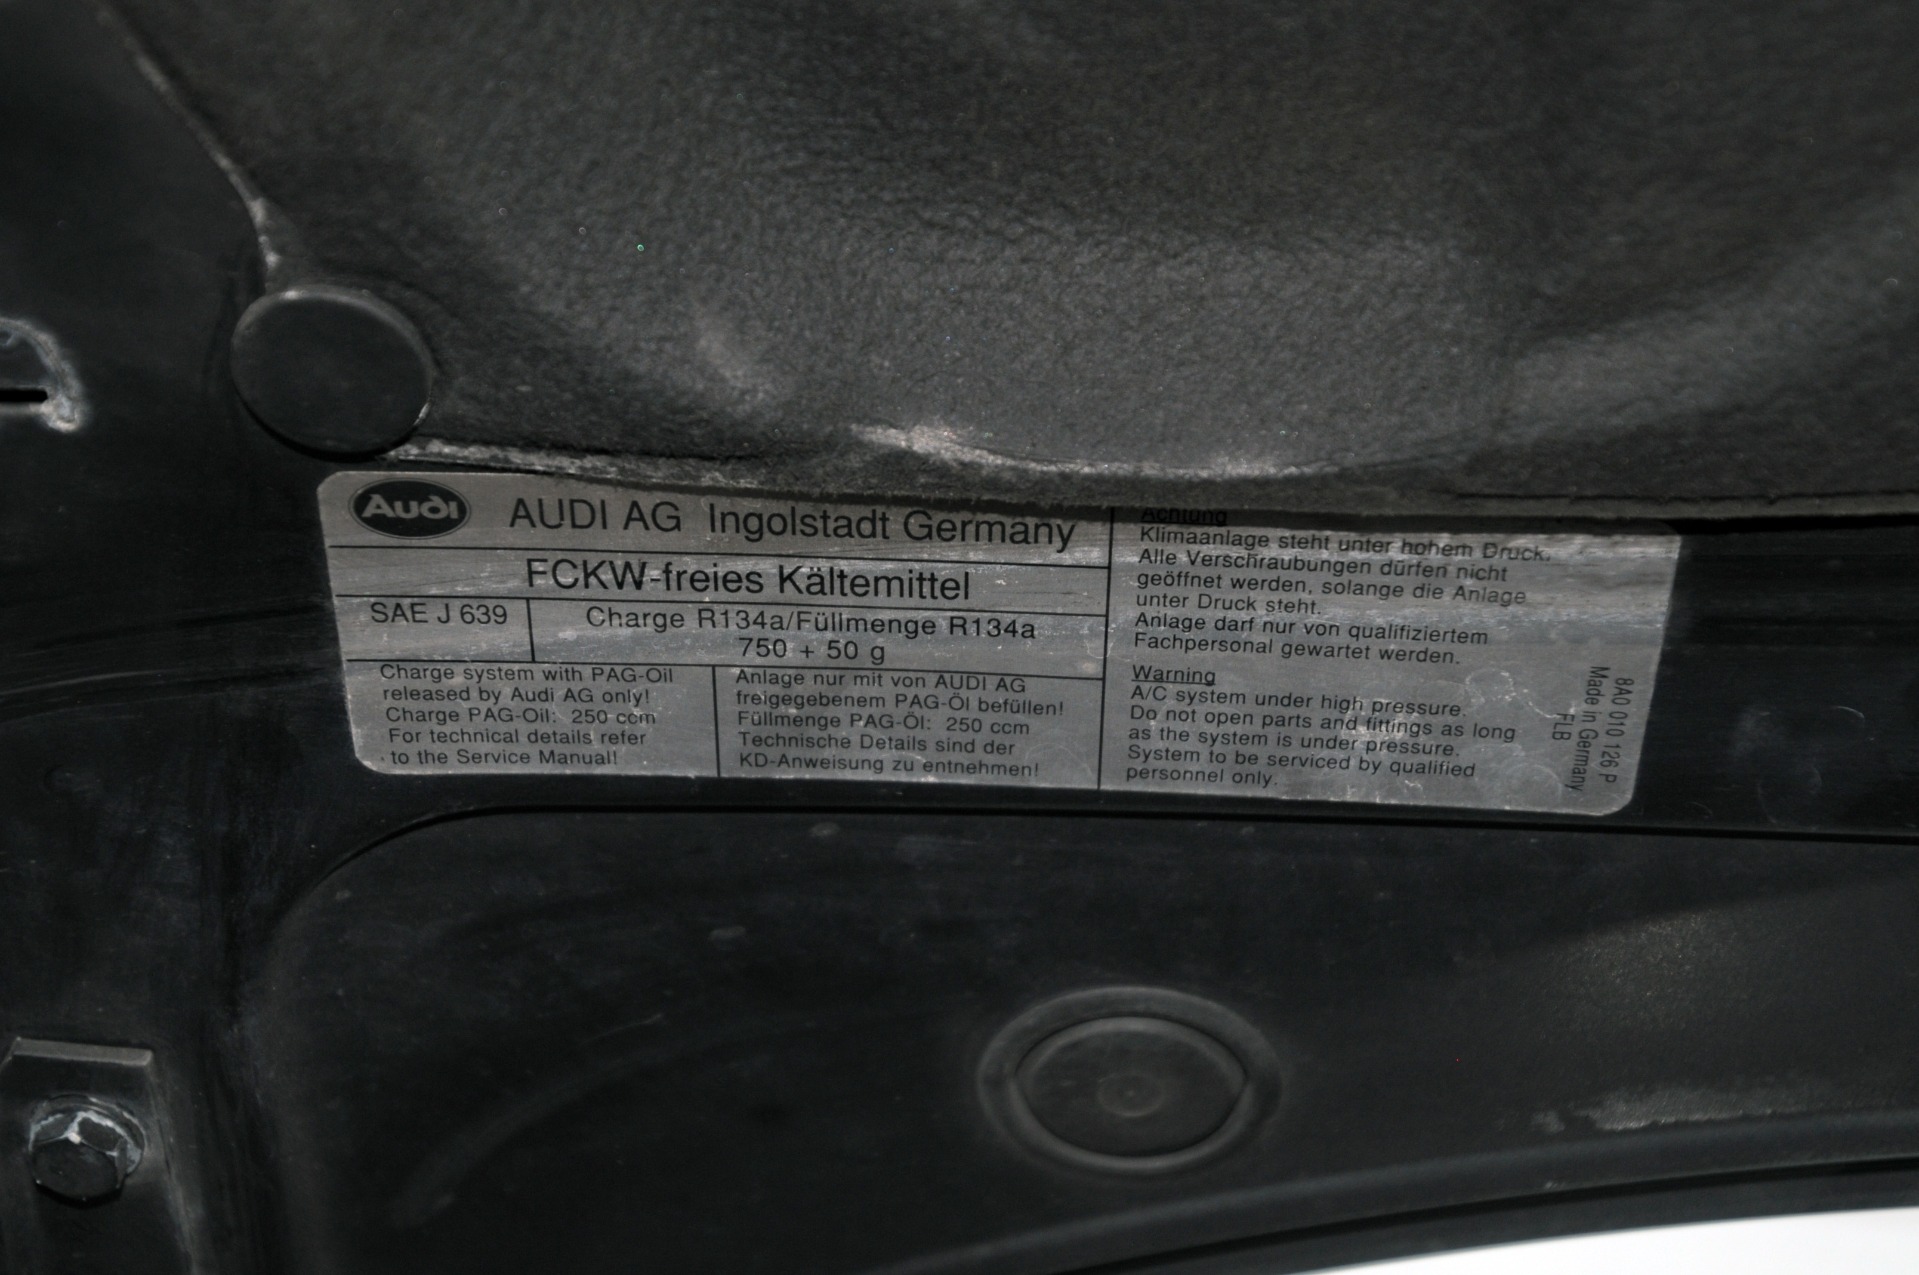 Audi
AUDI AG Ingolstadt Germany
FCKW-freies Kältemittel
SAE J 639
Charge R134a/Füllmenge R134a
750 + 50 g
Charge system with PAG-Oil
released by Audi AG only!
Charge PAG-Oil: 250 ccm
For technical details refer
to the Service Manual!
Anlage nur mit von AUDI AG
freigegebenem PAG-Öl befüllen!
Füllmenge PAG-Öl: 250 ccm
Technische Details sind der
KD-Anweisung zu entnehmen!
Achtung
Klimaanlage steht unter hohem Druck.
Alle Verschraubungen dürfen nicht
geöffnet werden, solange die Anlage
unter Druck steht.
Anlage darf nur von qualifiziertem
Fachpersonal gewartet werden.
Warning
A/C system under high pressure.
Do not open parts and fittings as long
as the system is under pressure.
System to be serviced by qualified
personnel only.
8A0 010 126 P
Made in Germany
FLB